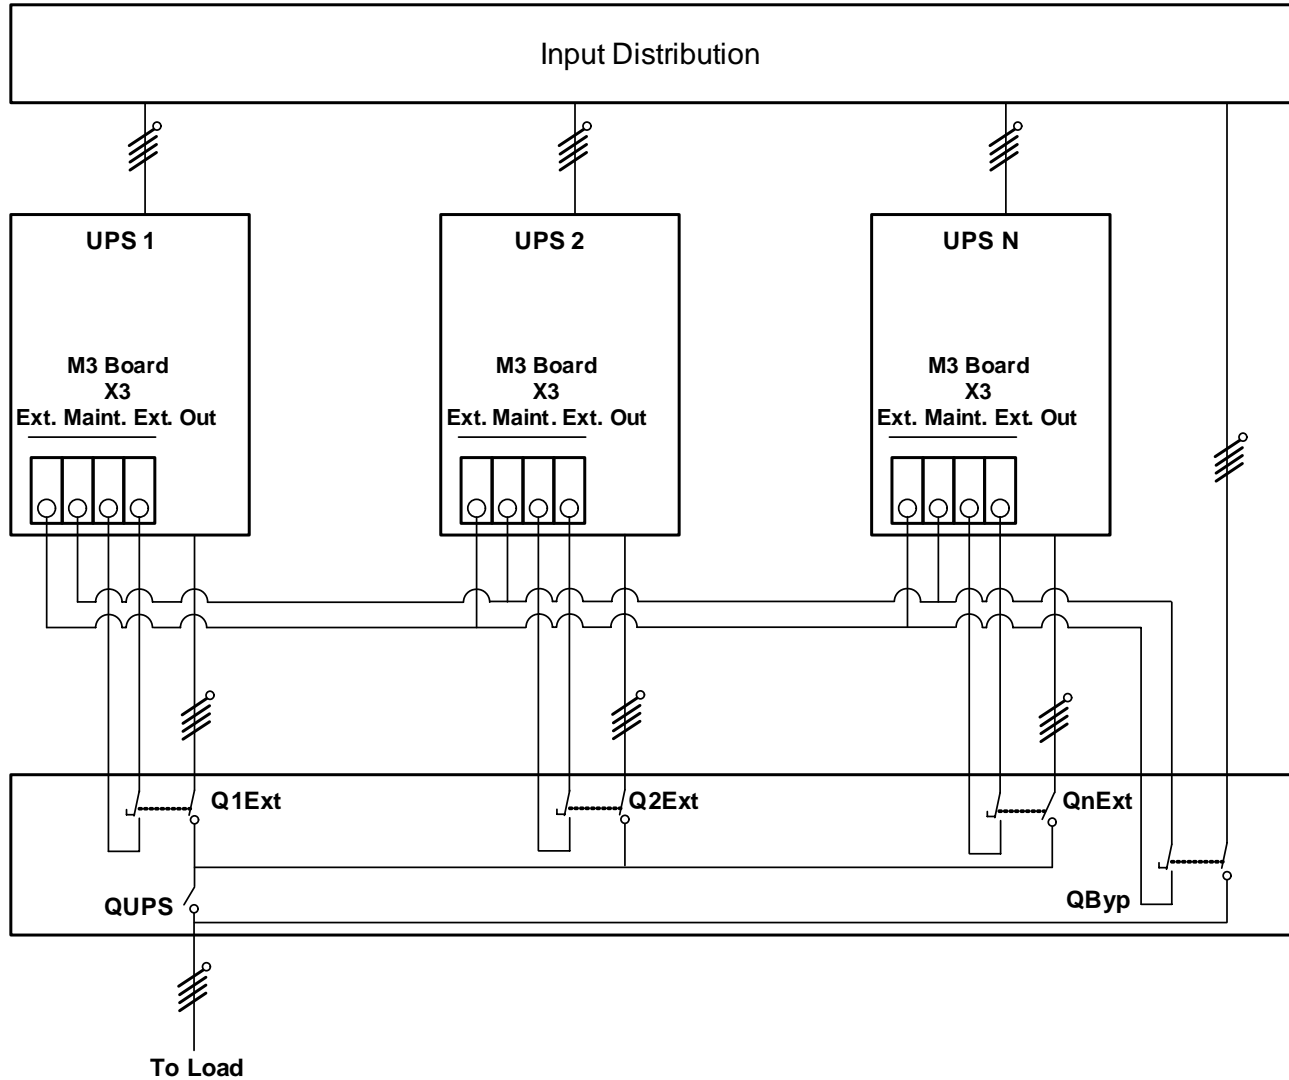 Input Distribution
UPS 1
UPS 2
UPS N
M3 Board
X3
Ext. Maint. Ext. Out
M3 Board
X3
Ext. Maint. Ext. Out
M3 Board
X3
Ext. Maint. Ext. Out
Q1Ext
Q2Ext
QnExt
QUPS
QByp
To Load